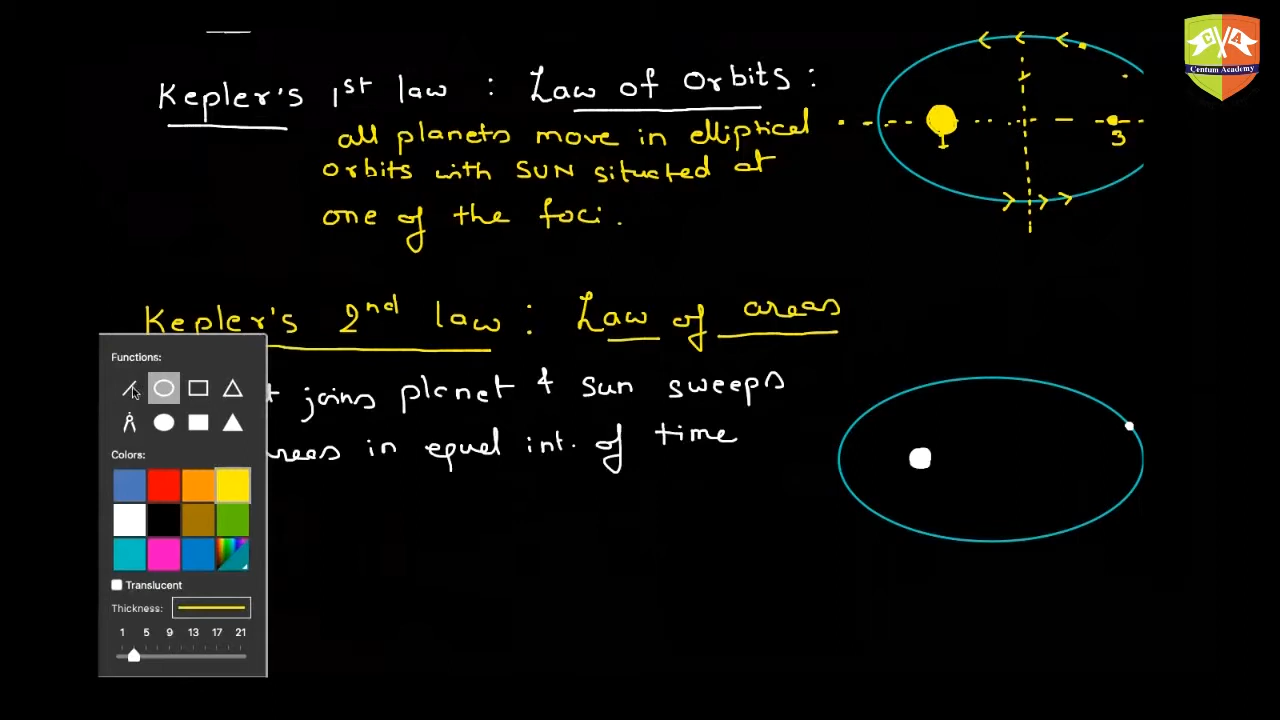 C A
Centum Academy
Kepler's 1st law : Law of Orbits :
all planets move in elliptical
orbits with SUN situated at
one of the foci.
1
3
Kepler's 2nd law : Law of areas
t joins planet & Sun sweeps
reas in equal int. of time
Functions:
Colors:
Translucent
Thickness:
1 5 9 13 17 21